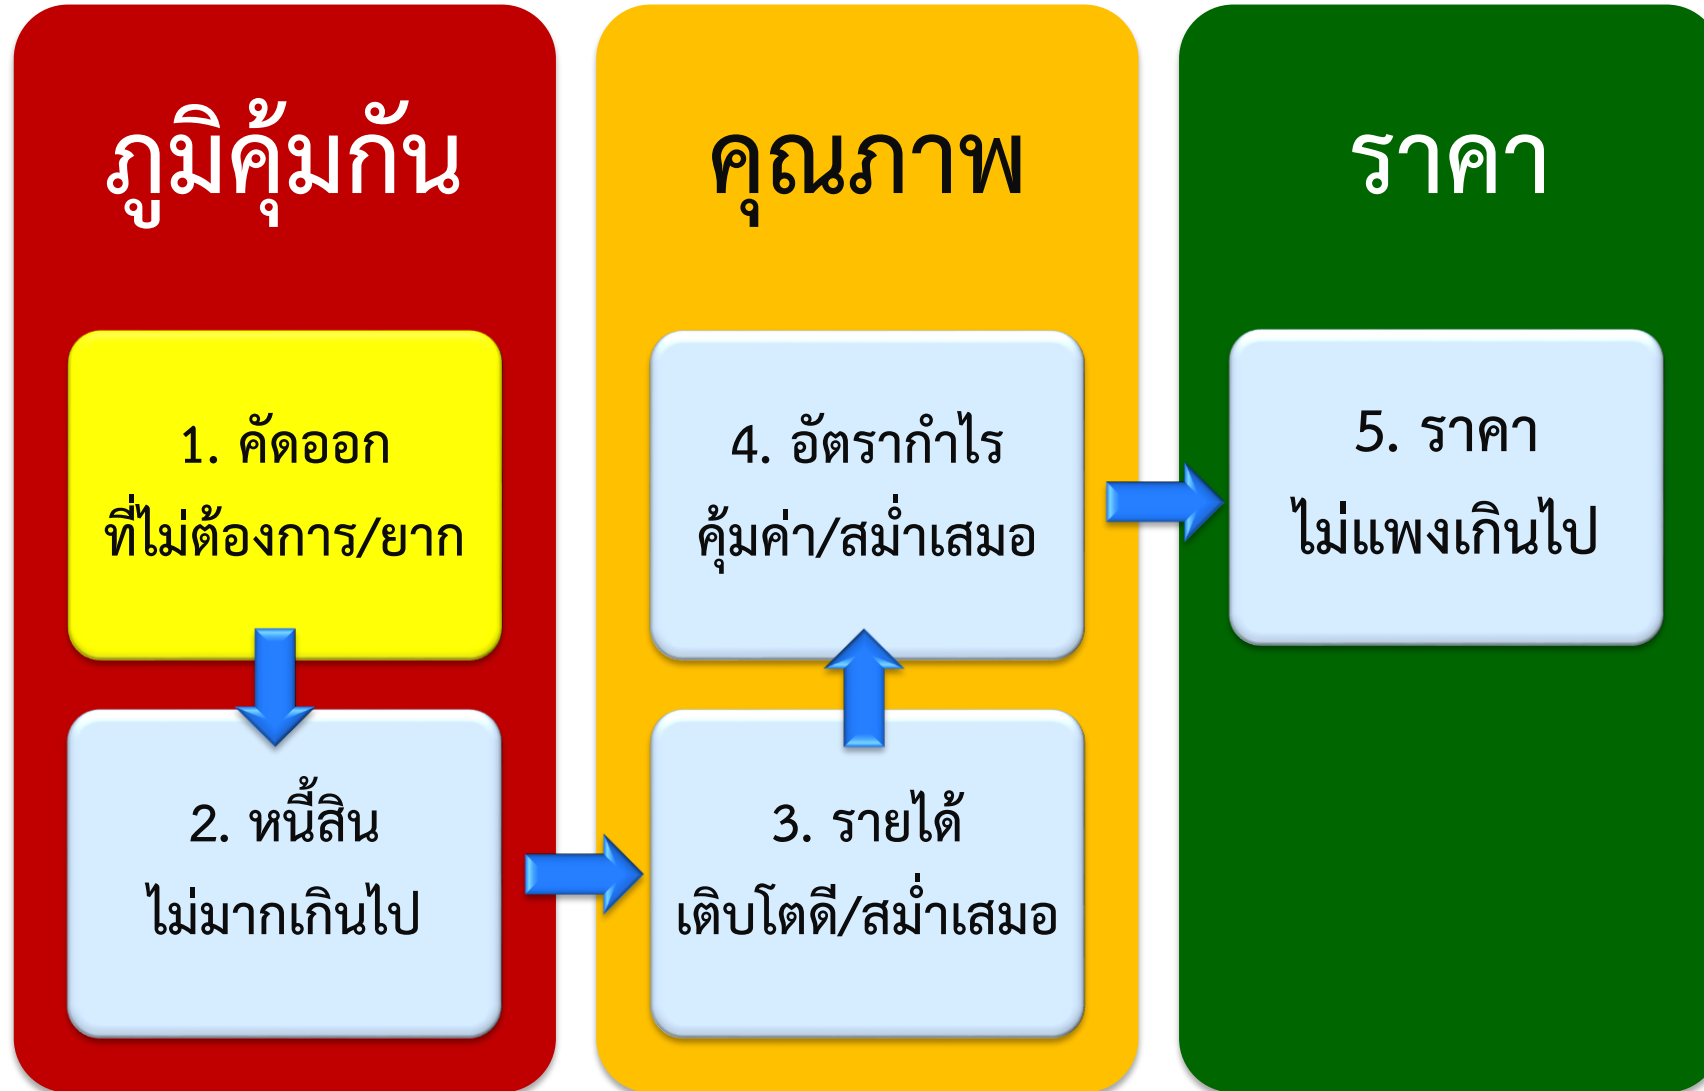 ภูมิคุ้มกัน
1. คัดออก
ที่ไม่ต้องการ/ยาก
2. หนี้สิน
ไม่มากเกินไป
คุณภาพ
4. อัตรากำไร
คุ้มค่า/สม่ำเสมอ
3. รายได้
เติบโตดี/สม่ำเสมอ
ราคา
5. ราคา
ไม่แพงเกินไป